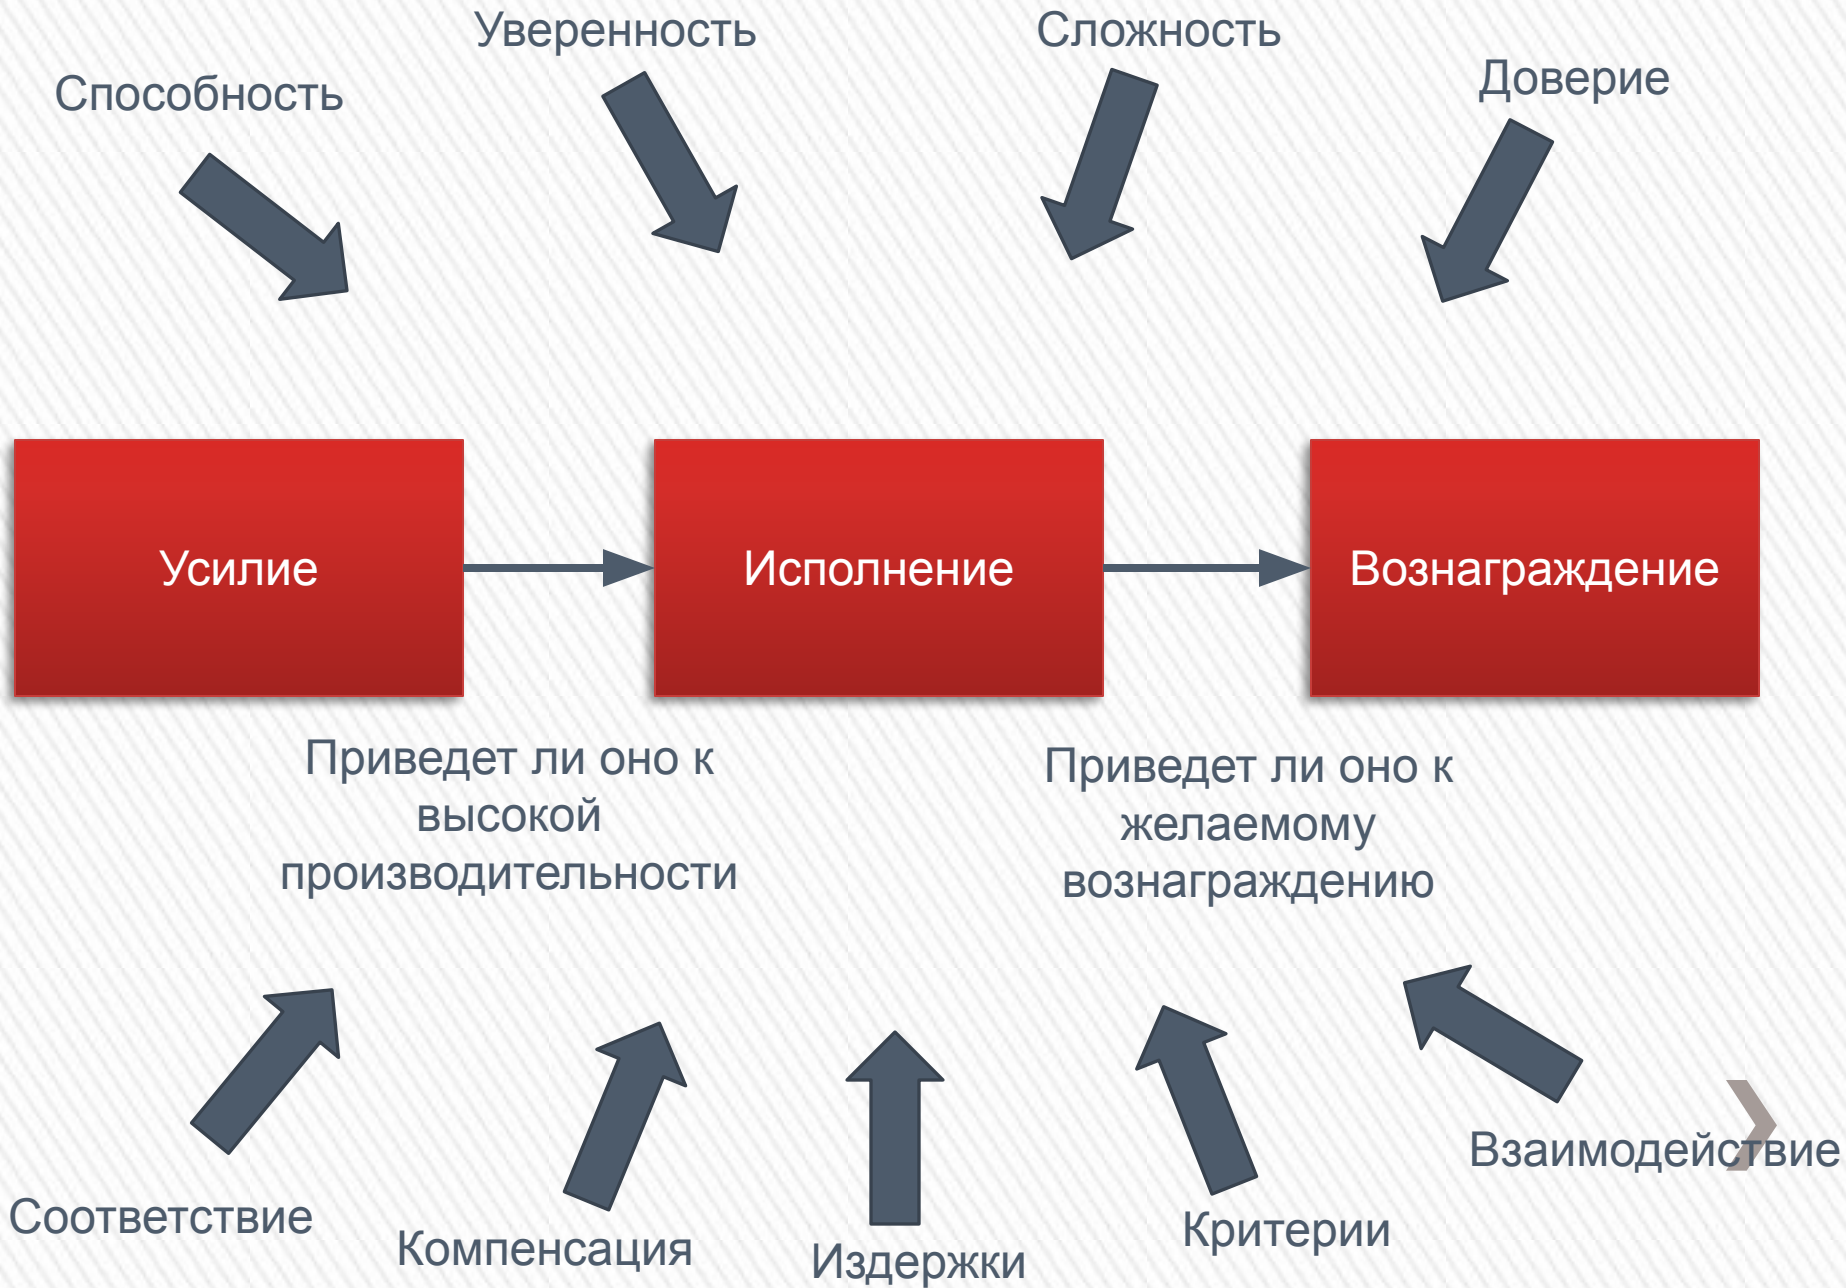 Уверенность
Сложность
Способность
Доверие
Усилие
Исполнение
Вознаграждение
Приведет ли оно к
высокой
производительности
Приведет ли оно к
желаемому
вознаграждению
Взаимодействие
Соответствие
Компенсация
Издержки
Критерии